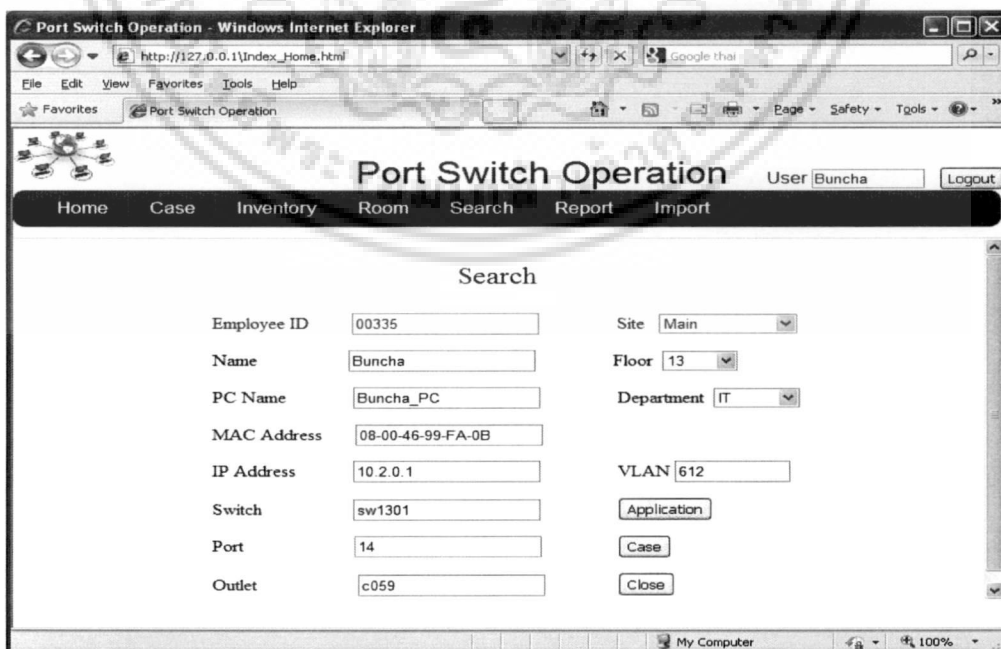 Port Switch Operation - Windows Internet Explorer
http://127.0.0.1\Index_Home.html
Google thai
File Edit View Favorites Tools Help
Favorites Port Switch Operation Page Safety Tools
Port Switch Operation User Buncha Logout
Home Case Inventory Room Search Report Import
Search
Employee ID 00335 Site Main
Name Buncha Floor 13
PC Name Buncha_PC Department IT
MAC Address 08-00-46-99-FA-0B
IP Address 10.2.0.1 VLAN 612
Switch sw1301 Application
Port 14 Case
Outlet c059 Close
My Computer 100%